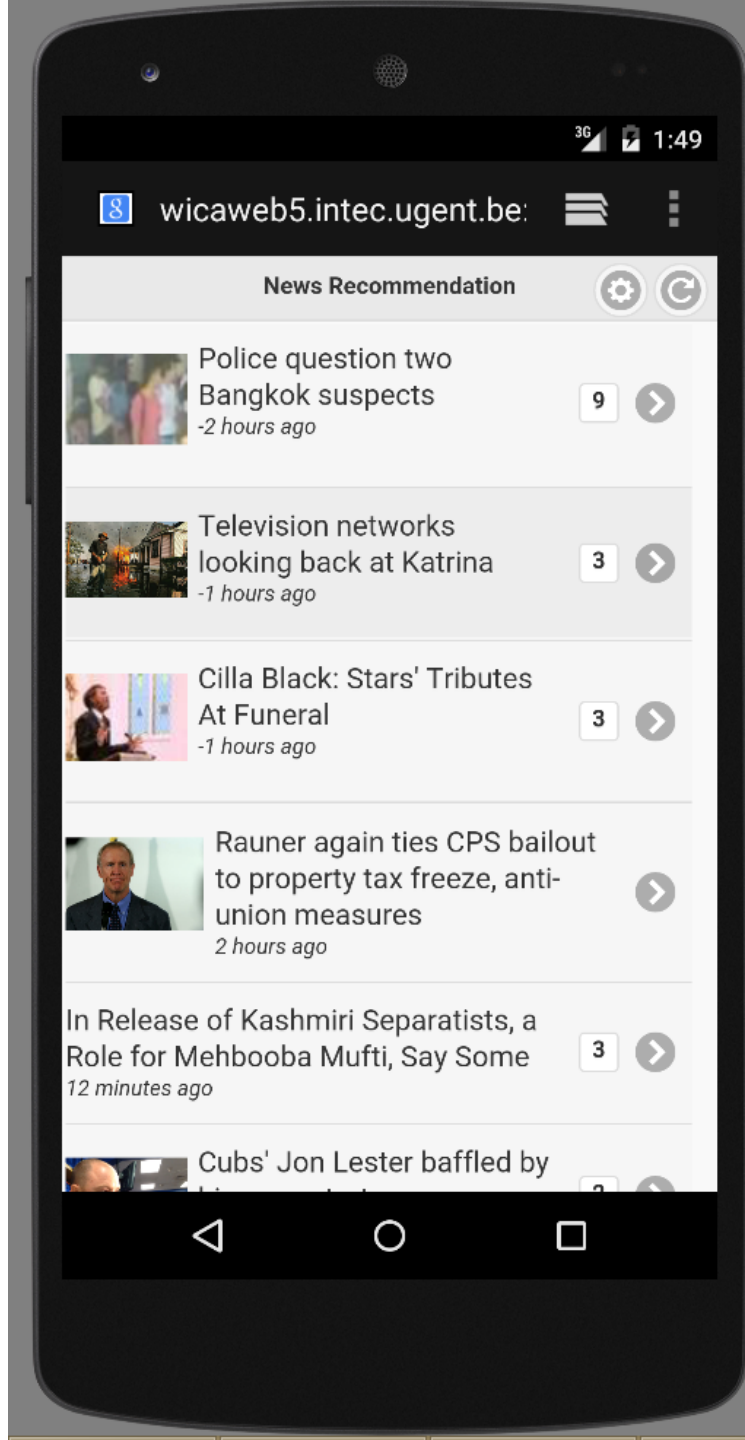 3G 1:49
8 wicaweb5.intec.ugent.be:
News Recommendation
Police question two
Bangkok suspects
-2 hours ago
9
Television networks
looking back at Katrina
-1 hours ago
3
Cilla Black: Stars' Tributes
At Funeral
-1 hours ago
3
Rauner again ties CPS bailout
to property tax freeze, anti-
union measures
2 hours ago
In Release of Kashmiri Separatists, a
Role for Mehbooba Mufti, Say Some
12 minutes ago
3
Cubs' Jon Lester baffled by